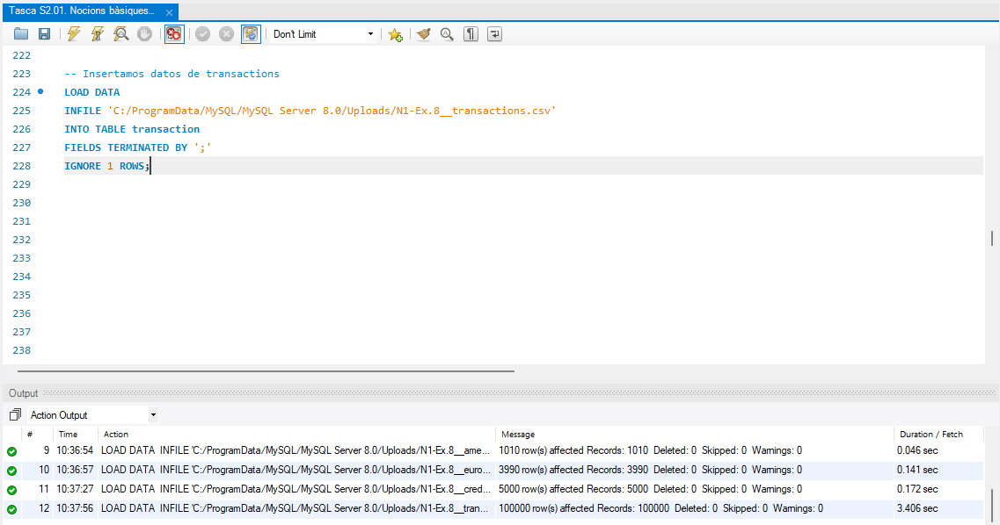 Tasca S2.01. Nocions bàsiques...
Don't Limit
222
223 -- Insertamos datos de transactions
224 LOAD DATA
225 INFILE 'C:/ProgramData/MySQL/MySQL Server 8.0/Uploads/N1-Ex.8__transactions.csv'
226 INTO TABLE transaction
227 FIELDS TERMINATED BY ';'
228 IGNORE 1 ROWS;
229
230
231
232
233
234
235
236
237
238
Output
Action Output
# Time Action Message Duration / Fetch
9 10:36:54 LOAD DATA INFILE 'C:/ProgramData/MySQL/MySQL Server 8.0/Uploads/N1-Ex.8__ame... 1010 row(s) affected Records: 1010 Deleted: 0 Skipped: 0 Warnings: 0 0.046 sec
10 10:36:57 LOAD DATA INFILE 'C:/ProgramData/MySQL/MySQL Server 8.0/Uploads/N1-Ex.8__euro... 3990 row(s) affected Records: 3990 Deleted: 0 Skipped: 0 Warnings: 0 0.141 sec
11 10:37:27 LOAD DATA INFILE 'C:/ProgramData/MySQL/MySQL Server 8.0/Uploads/N1-Ex.8__cred... 5000 row(s) affected Records: 5000 Deleted: 0 Skipped: 0 Warnings: 0 0.172 sec
12 10:37:56 LOAD DATA INFILE 'C:/ProgramData/MySQL/MySQL Server 8.0/Uploads/N1-Ex.8__tran... 100000 row(s) affected Records: 100000 Deleted: 0 Skipped: 0 Warnings: 0 3.406 sec